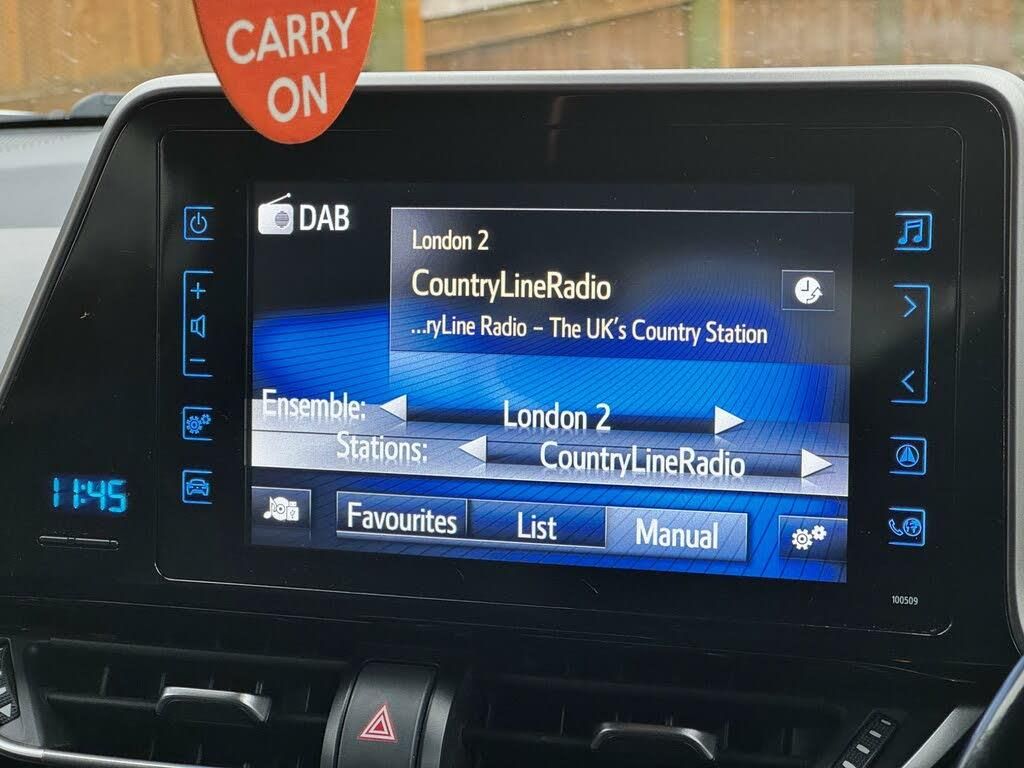 CARRY
ON
DAB
London 2
CountryLineRadio
...ryLine Radio – The UK's Country Station
Ensemble: London 2
Stations: CountryLineRadio
11:45
Favourites List Manual
100509